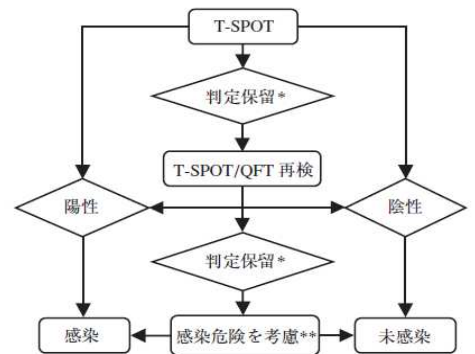 T-SPOT
判定保留*
T-SPOT/QFT 再検
陽性
陰性
判定保留*
感染
感染危険を考慮**
未感染